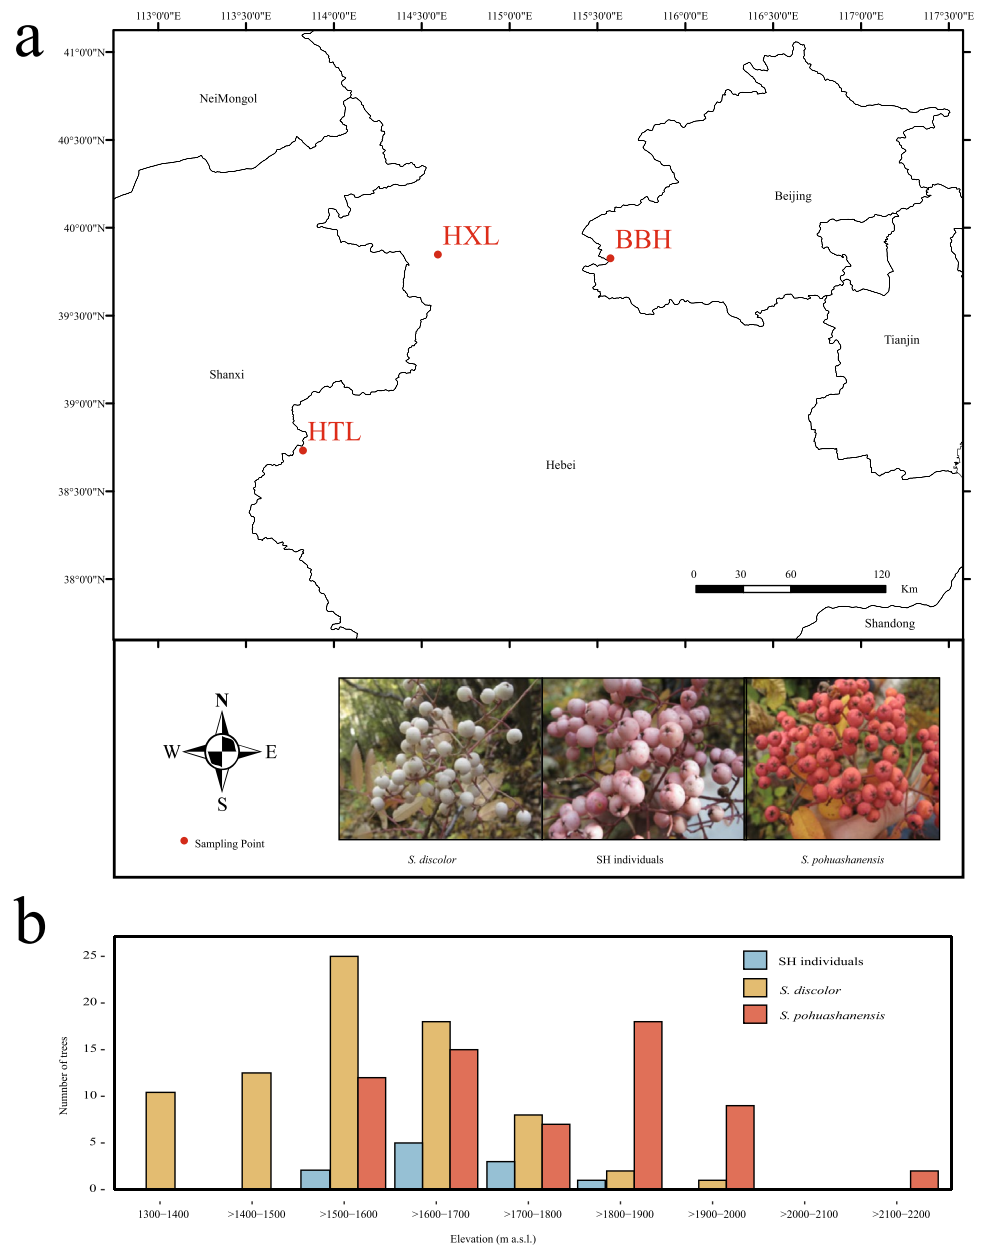 a
113°0'0"E 113°30'0"E 114°0'0"E 114°30'0"E 115°0'0"E 115°30'0"E 116°0'0"E 116°30'0"E 117°0'0"E 117°30'0"E
41°0'0"N
NeiMongol
40°30'0"N
Beijing
40°0'0"N
HXL
BBH
39°30'0"N
Tianjin
Shanxi
39°0'0"N
HTL
Hebei
38°30'0"N
38°0'0"N
0 30 60 120
Km
Shandong
N
W E
S
Sampling Point
S. discolor
SH individuals
S. pohuashanensis
b
25
20
15
10
5
0
Numnber of trees
SH individuals
S. discolor
S. pohuashanensis
1300–1400 >1400–1500 >1500–1600 >1600–1700 >1700–1800 >1800–1900 >1900–2000 >2000–2100 >2100–2200
Elevation (m a.s.l.)